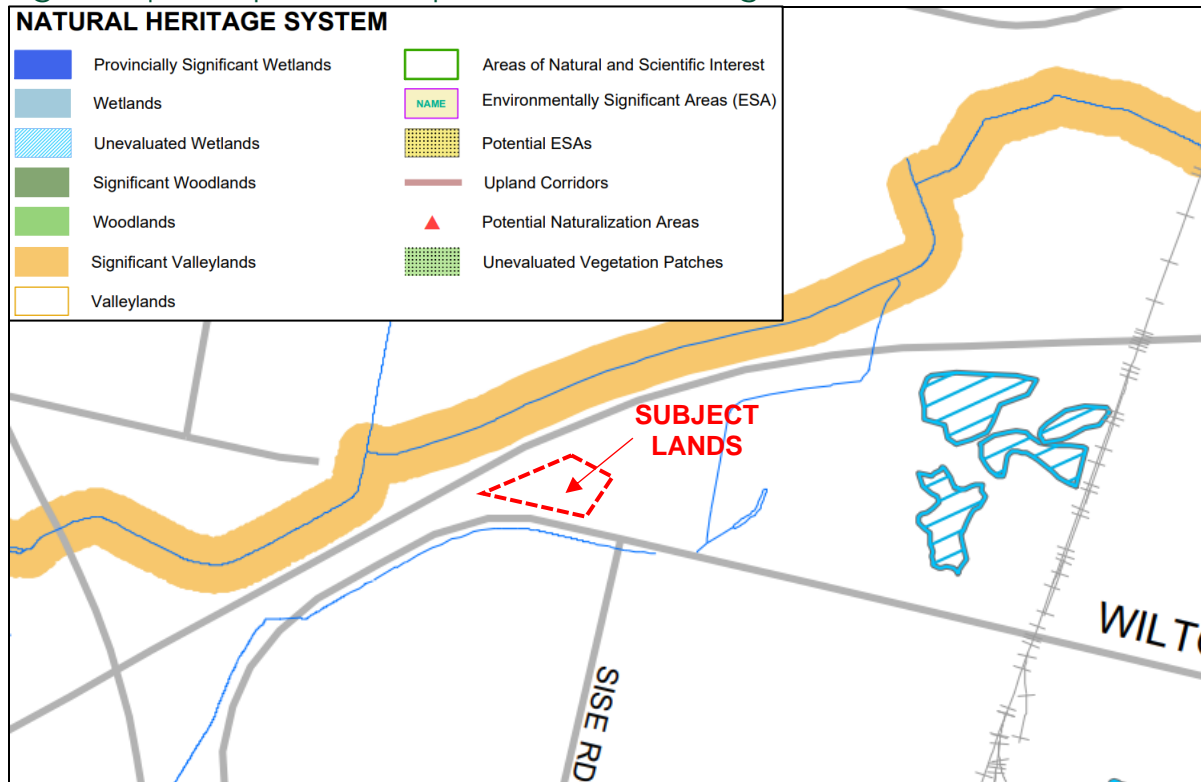 NATURAL HERITAGE SYSTEM
Provincially Significant Wetlands
Wetlands
Unevaluated Wetlands
Significant Woodlands
Woodlands
Significant Valleylands
Valleylands
Areas of Natural and Scientific Interest
NAME
Environmentally Significant Areas (ESA)
Potential ESAs
Upland Corridors
Potential Naturalization Areas
Unevaluated Vegetation Patches
SUBJECT
LANDS
SISE RD